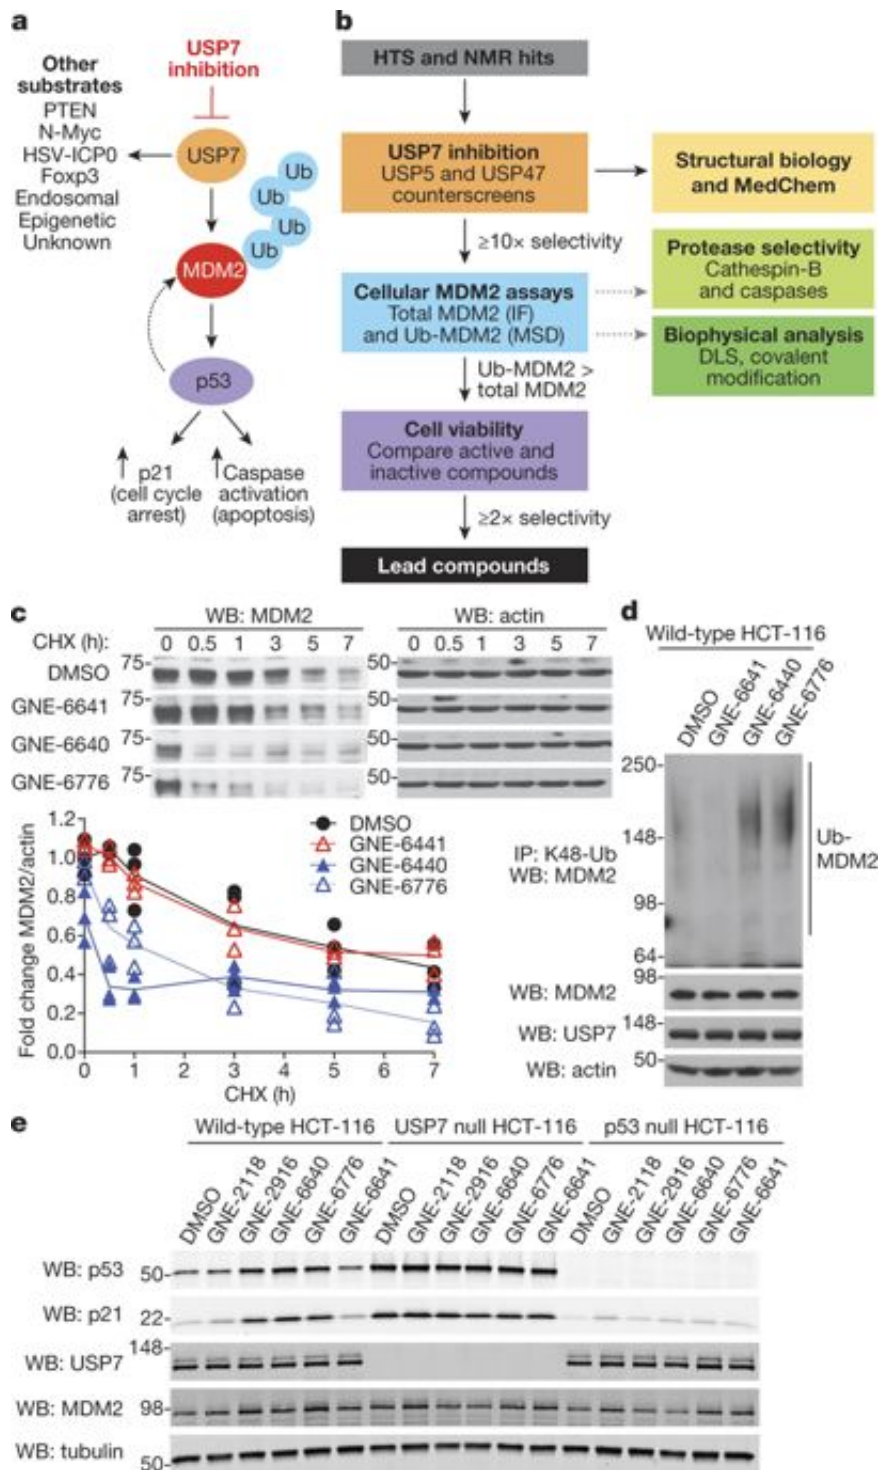 a
USP7
inhibition
Other
substrates
PTEN
N-Myc
HSV-ICP0
Foxp3
Endosomal
Epigenetic
Unknown
USP7
Ub
Ub
Ub
Ub
MDM2
p53
p21
(cell cycle
arrest)
Caspase
activation
(apoptosis)
b
HTS and NMR hits
USP7 inhibition
USP5 and USP47
counterscreens
Structural biology
and MedChem
≥10× selectivity
Cellular MDM2 assays
Total MDM2 (IF)
and Ub-MDM2 (MSD)
Protease selectivity
Cathespin-B
and caspases
Biophysical analysis
DLS, covalent
modification
Ub-MDM2 >
total MDM2
Cell viability
Compare active and
inactive compounds
≥2× selectivity
Lead compounds
c
WB: MDM2 WB: actin
CHX (h): 0 0.5 1 3 5 7 0 0.5 1 3 5 7
DMSO 75- 50-
GNE-6641 75- 50-
GNE-6640 75- 50-
GNE-6776 75- 50-
Fold change MDM2/actin
1.2
1.0
0.8
0.6
0.4
0.2
0.0
0 1 2 3 4 5 6 7
CHX (h)
DMSO
GNE-6441
GNE-6440
GNE-6776
d
Wild-type HCT-116
DMSO
GNE-6641
GNE-6440
GNE-6776
250-
148-
98-
64-
IP: K48-Ub
WB: MDM2
Ub-
MDM2
98-
WB: MDM2
WB: USP7 148-
50-
WB: actin
e
Wild-type HCT-116 USP7 null HCT-116 p53 null HCT-116
DMSO
GNE-2118
GNE-2916
GNE-6640
GNE-6776
GNE-6641
DMSO
GNE-2118
GNE-2916
GNE-6640
GNE-6776
GNE-6641
DMSO
GNE-2118
GNE-2916
GNE-6640
GNE-6776
GNE-6641
WB: p53 50-
WB: p21 22-
148-
WB: USP7
WB: MDM2 98-
WB: tubulin
50-